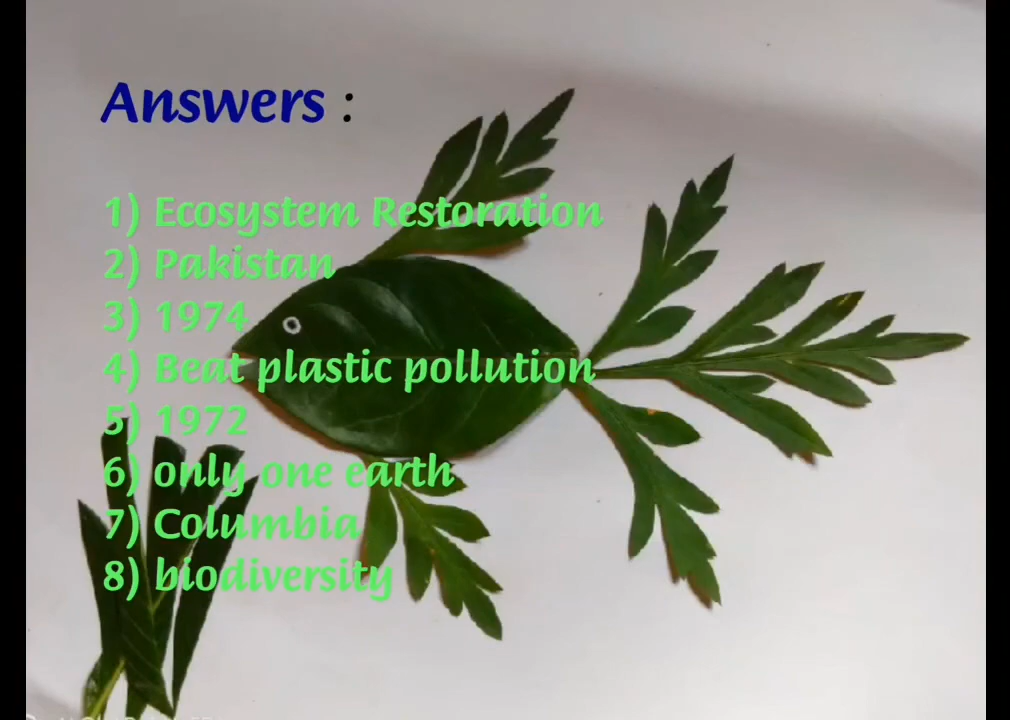 Answers :
1) Ecosystem Restoration
2) Pakistan
3) 1974
4) Beat plastic pollution
5) 1972
6) only one earth
7) Columbia
8) biodiversity